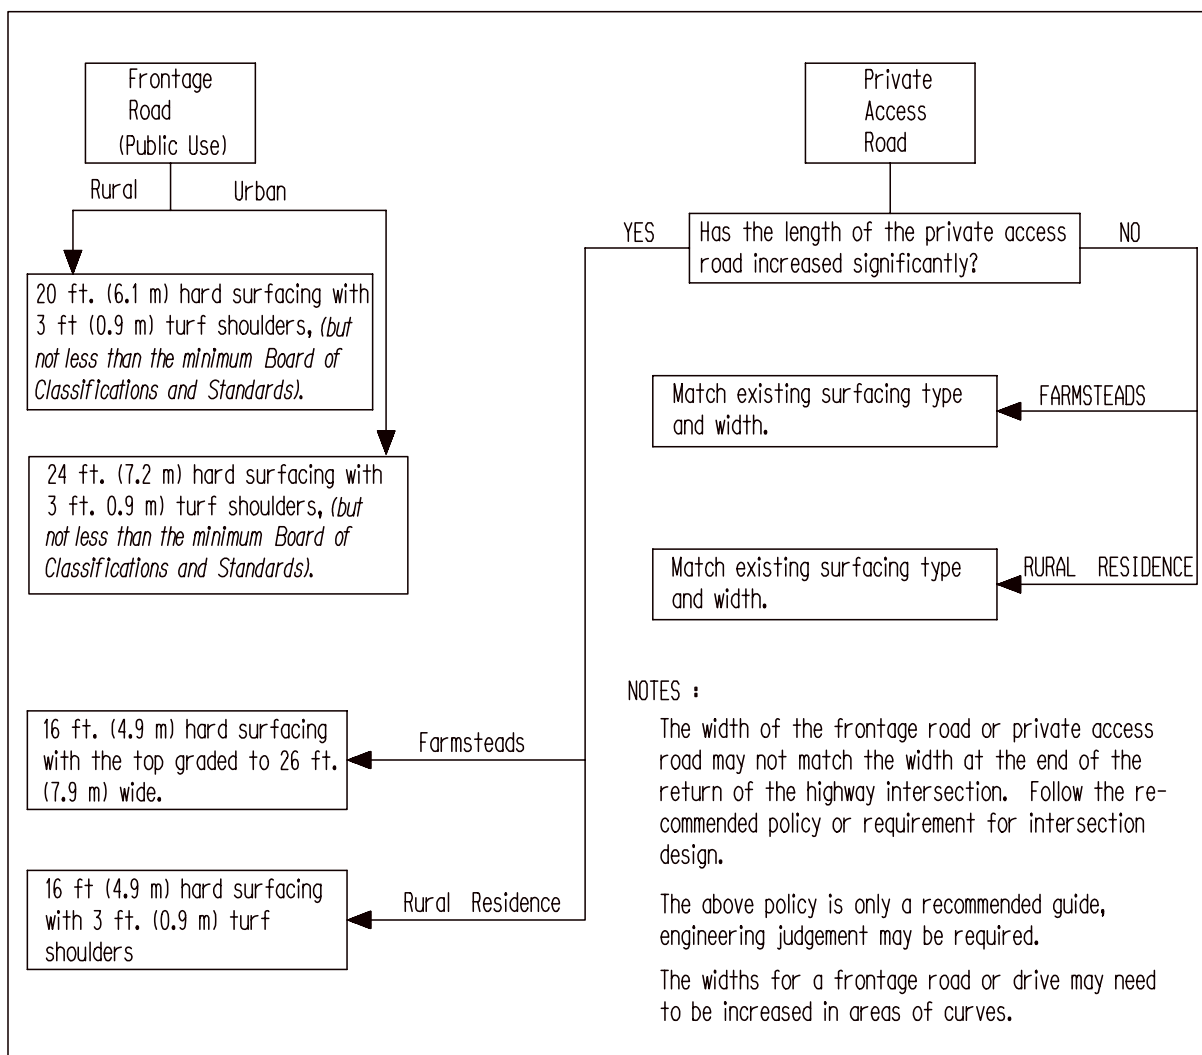 Frontage
Road
(Public Use)
Rural
Urban
20 ft. (6.1 m) hard surfacing with
3 ft (0.9 m) turf shoulders, (but
not less than the minimum Board of
Classifications and Standards).
24 ft. (7.2 m) hard surfacing with
3 ft. 0.9 m) turf shoulders, (but
not less than the minimum Board of
Classifications and Standards).
Private
Access
Road
YES
Has the length of the private access
road increased significantly?
NO
Match existing surfacing type
and width.
FARMSTEADS
Match existing surfacing type
and width.
RURAL RESIDENCE
16 ft. (4.9 m) hard surfacing
with the top graded to 26 ft.
(7.9 m) wide.
Farmsteads
16 ft (4.9 m) hard surfacing
with 3 ft. (0.9 m) turf
shoulders
Rural Residence
NOTES :
The width of the frontage road or private access
road may not match the width at the end of the
return of the highway intersection. Follow the re-
commended policy or requirement for intersection
design.
The above policy is only a recommended guide,
engineering judgement may be required.
The widths for a frontage road or drive may need
to be increased in areas of curves.